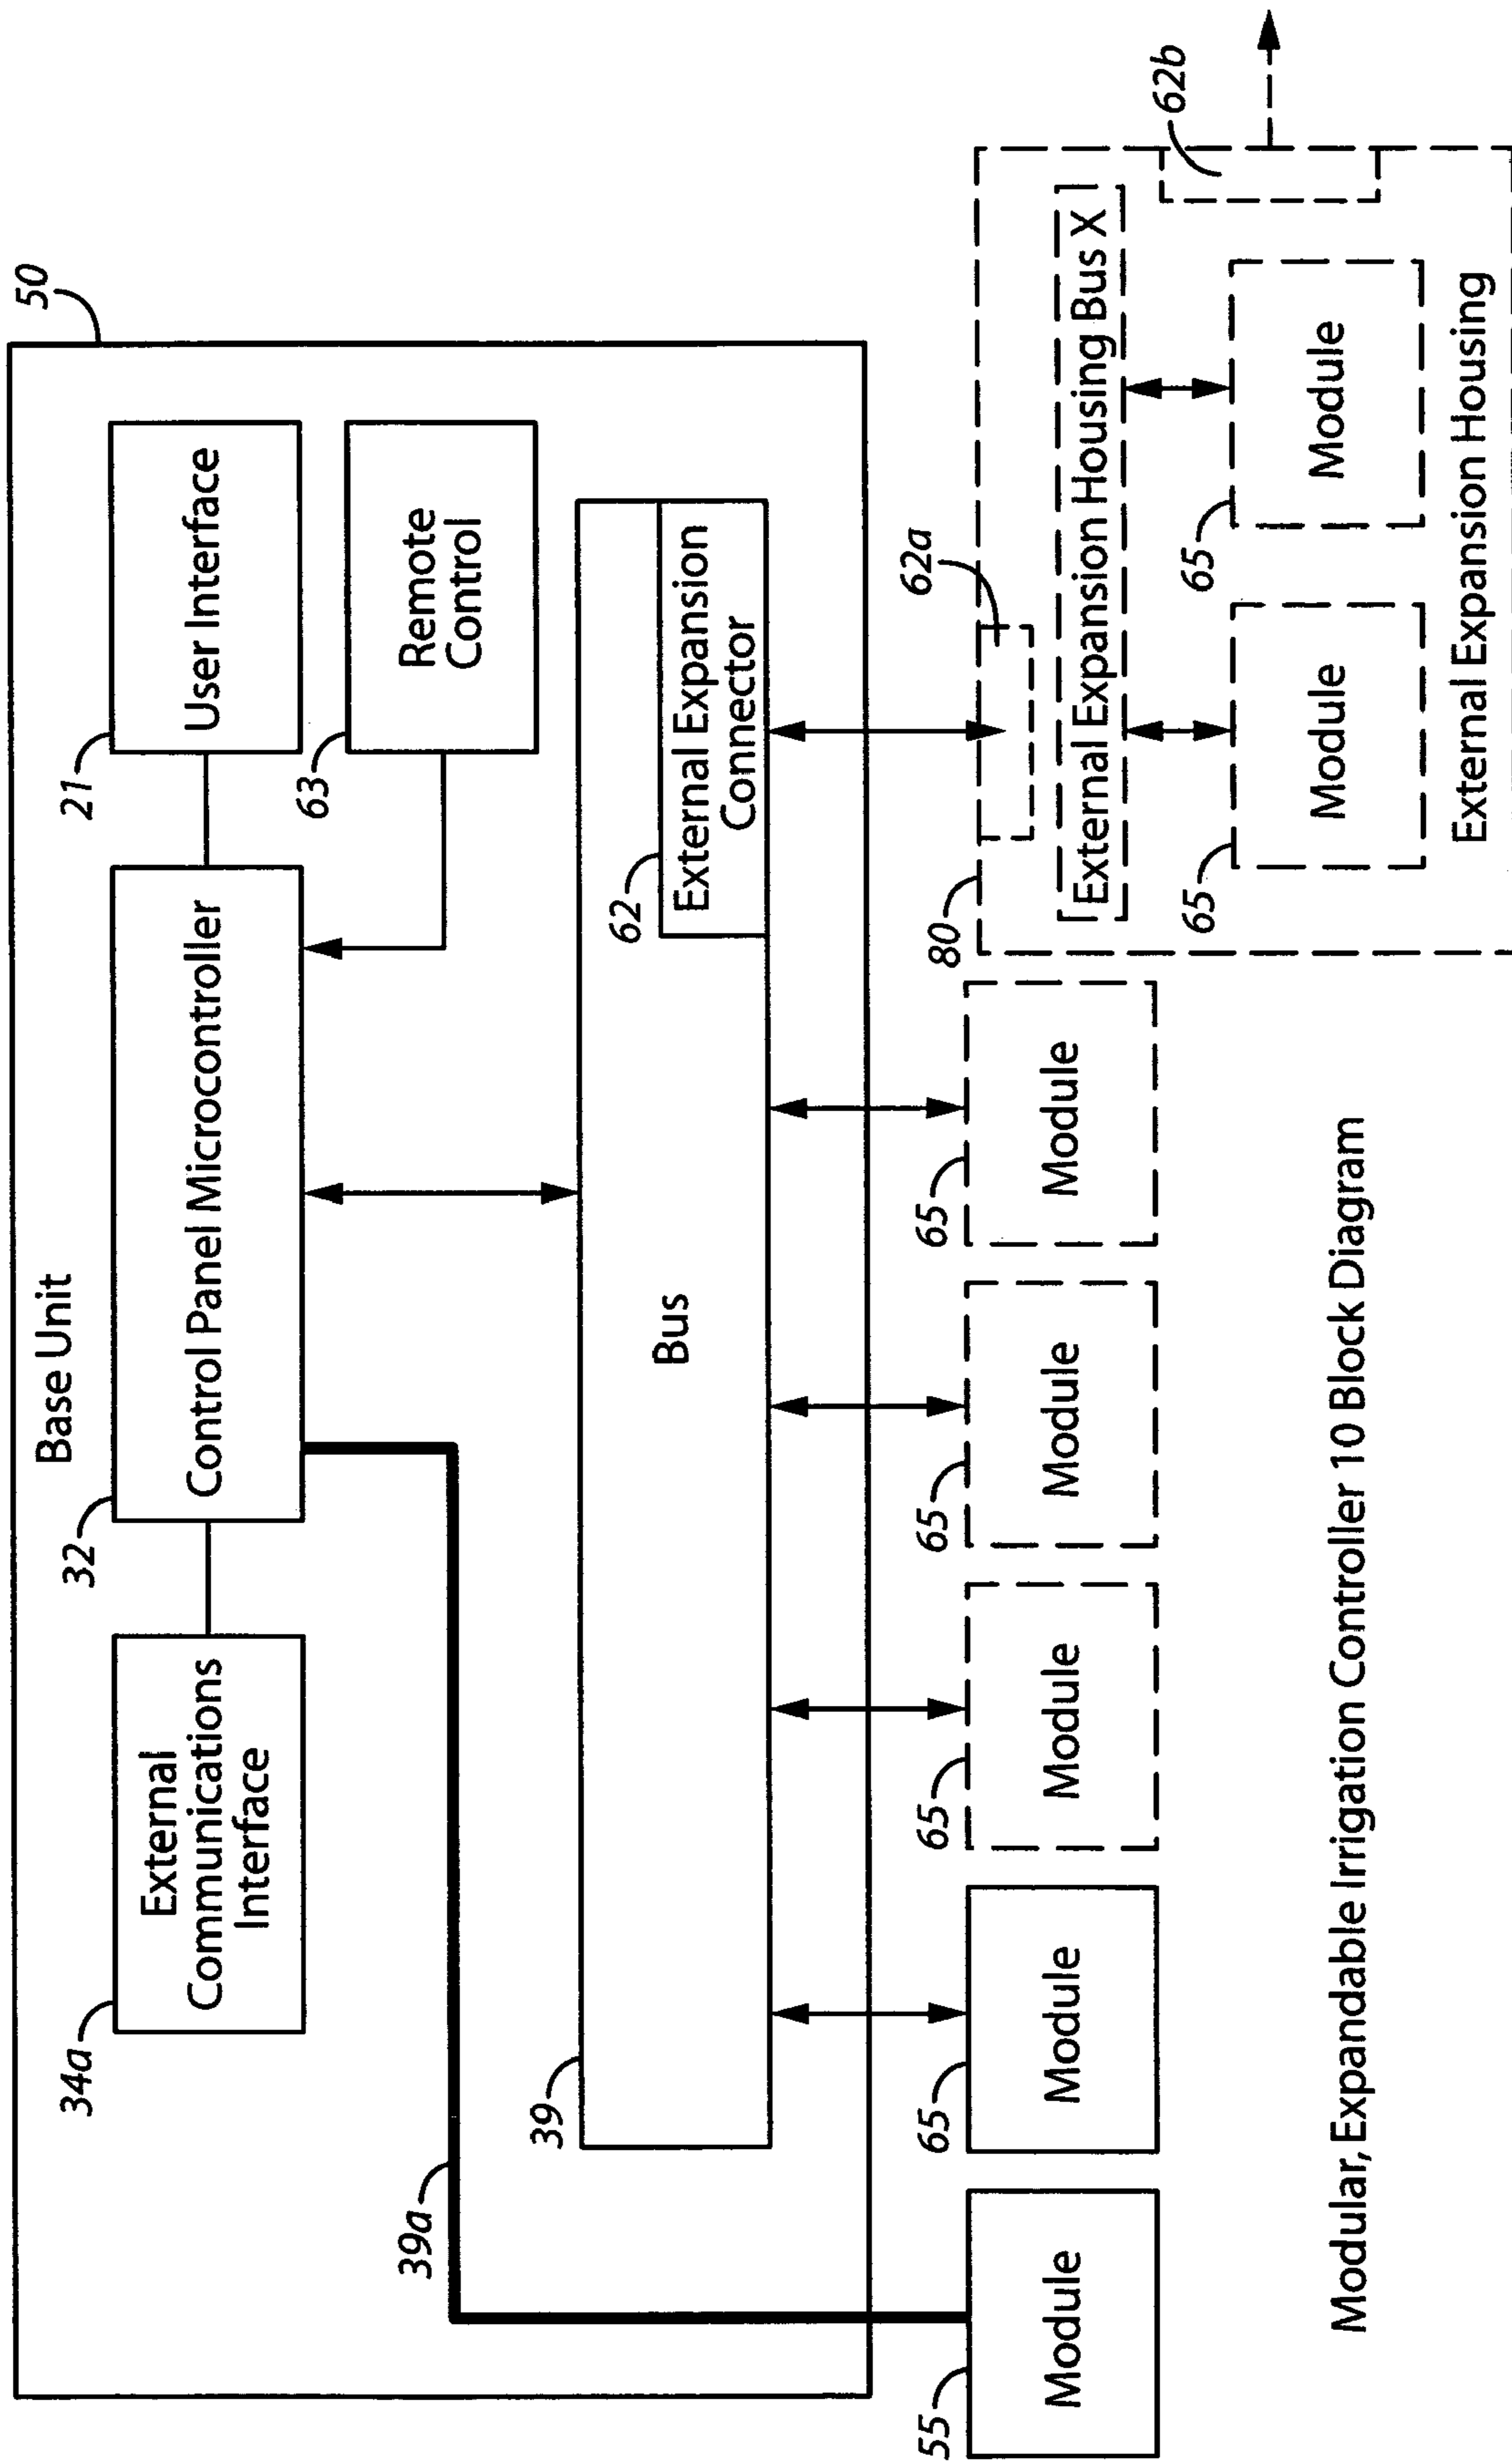 50
Base Unit
34a
External
Communications
Interface
32
Control Panel Microcontroller
21
User Interface
63
Remote
Control
39a
39
Bus
62
External Expansion
Connector
55
Module
65
Module
65
Module
65
Module
65
Module
80
62a
62b
[External Expansion Housing Bus X]
65
Module
65
Module
External Expansion Housing
Modular, Expandable Irrigation Controller 10 Block Diagram